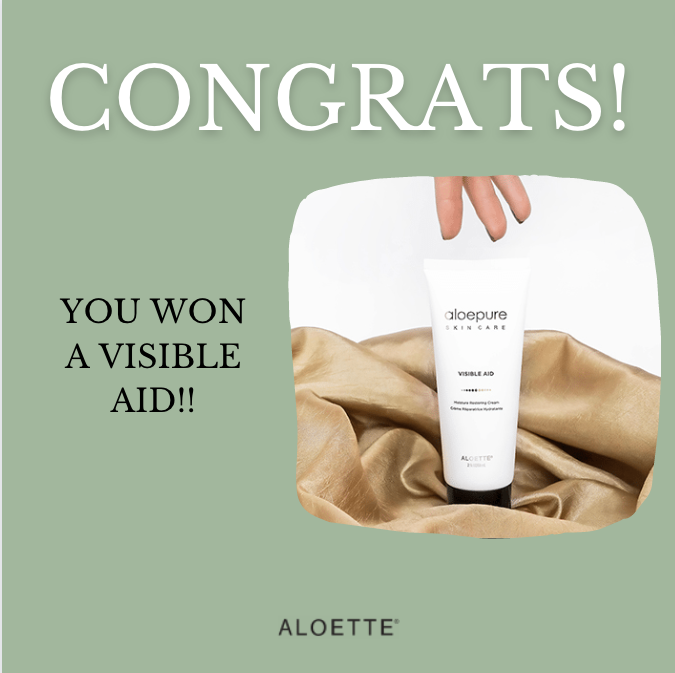 CONGRATS!
YOU WON
A VISIBLE
AID!!
aloepure
SKIN CARE
VISIBLE AID
Moisture Restoring Cream
Crème Réparatrice Hydratante
ALOETTE®
ALOETTE®